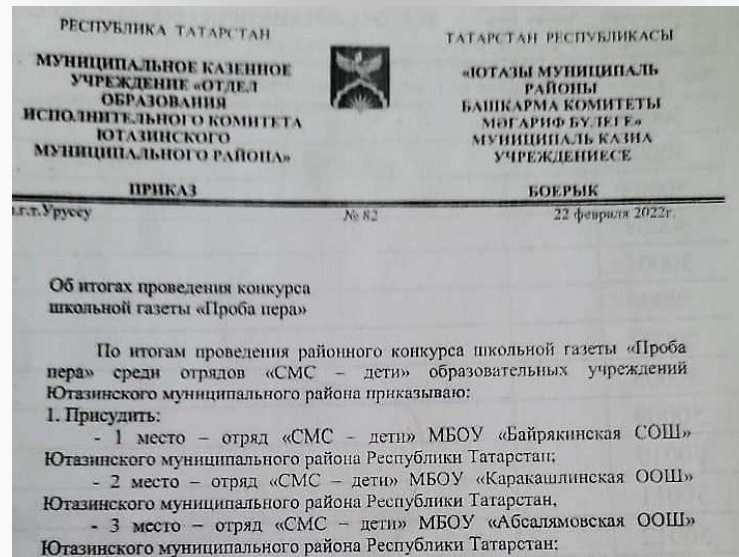 РЕСПУБЛИКА ТАТАРСТАН
МУНИЦИПАЛЬНОЕ КАЗЕННОЕ
УЧРЕЖДЕНИЕ «ОТДЕЛ
ОБРАЗОВАНИЯ
ИСПОЛНИТЕЛЬНОГО КОМИТЕТА
ЮТАЗИНСКОГО
МУНИЦИПАЛЬНОГО РАЙОНА»
ПРИКАЗ
ТАТАРСТАН РЕСПУБЛИКАСЫ
«ЮТАЗЫ МУНИЦИПАЛЬ
РАЙОНЫ
БАШКАРМА КОМИТЕТЫ
МӘГАРИФ БҮЛЕГЕ»
МУНИЦИПАЛЬ КАЗНА
УЧРЕЖДЕНИЕСЕ
БОЕРЫК
п.г.т.Уруссу № 82 22 февраля 2022г.
Об итогах проведения конкурса
школьной газеты «Проба пера»
По итогам проведения районного конкурса школьной газеты «Проба
пера» среди отрядов «СМС – дети» образовательных учреждений
Ютазинского муниципального района приказываю:
1. Присудить:
- 1 место – отряд «СМС – дети» МБОУ «Байрякинская СОШ»
Ютазинского муниципального района Республики Татарстан;
- 2 место – отряд «СМС – дети» МБОУ «Каракашлинская ООШ»
Ютазинского муниципального района Республики Татарстан,
- 3 место – отряд «СМС – дети» МБОУ «Абсалямовская ООШ»
Ютазинского муниципального района Республики Татарстан;